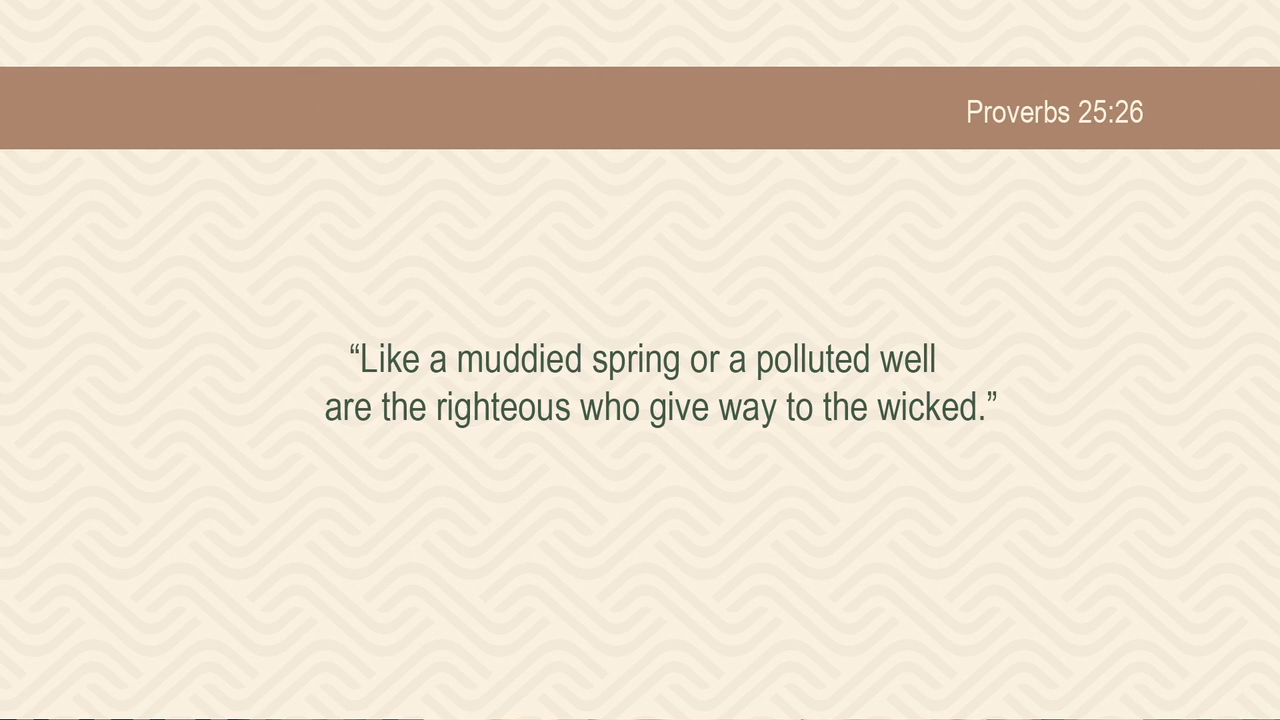 Proverbs 25:26
“Like a muddied spring or a polluted well
are the righteous who give way to the wicked.”